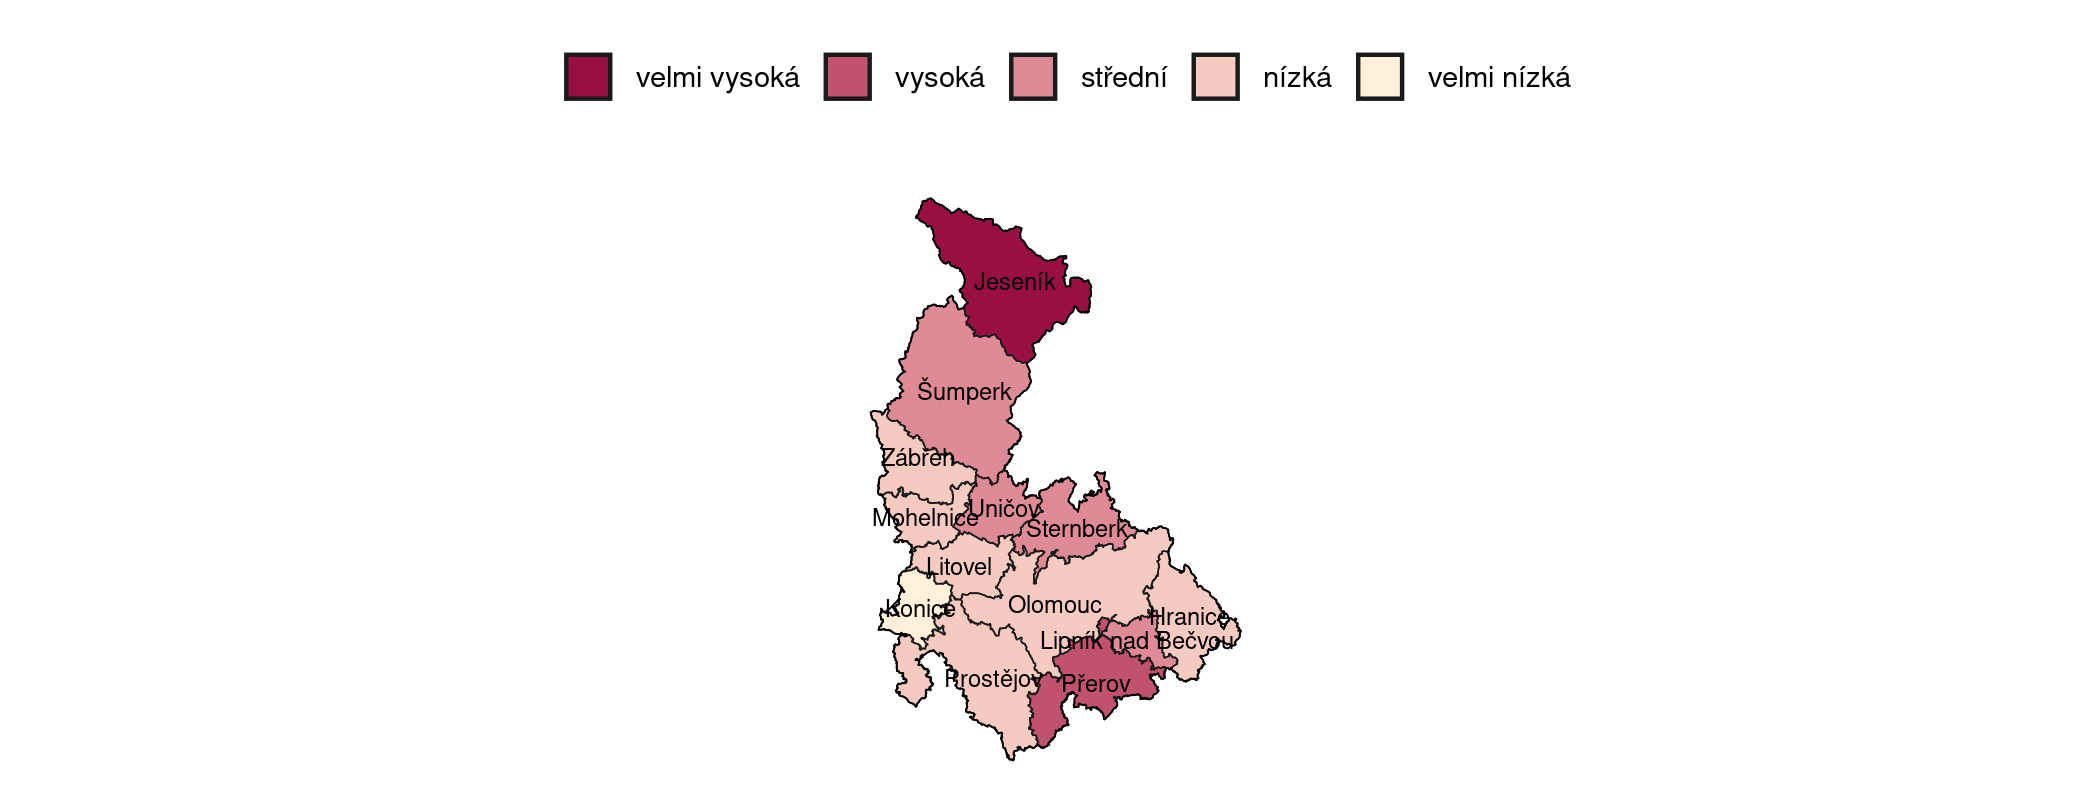 velmi vysoká
vysoká
střední
nízká
velmi nízká
Jeseník
Šumperk
Zábřeh
Uničov
Mohelnice
Šternberk
Litovel
Olomouc
Konice
Hranice
Lipník nad Bečvou
Prostějov
Přerov